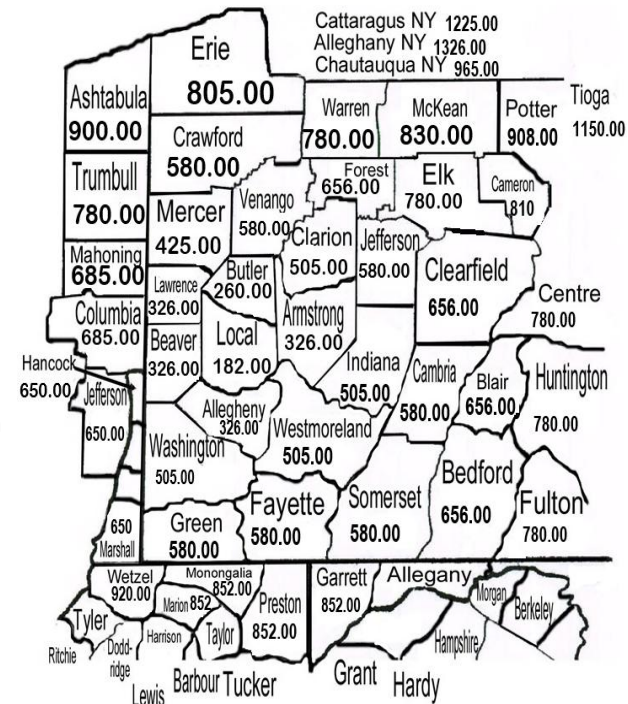 Cattaragus NY 1225.00
Alleghany NY 1326.00
Chautauqua NY 965.00
Erie
805.00
Ashtabula
900.00
Warren
780.00
McKean
830.00
Potter
908.00
Tioga
1150.00
Crawford
580.00
Trumbull
780.00
Forest
656.00
Elk
780.00
Cameron
810
Venango
580.00
Mercer
425.00
Clarion
505.00
Jefferson
580.00
Mahoning
685.00
Clearfield
656.00
Butler
260.00
Lawrence
326.00
Centre
780.00
Columbia
685.00
Armstrong
326.00
Local
182.00
Beaver
326.00
Hancock
650.00
Jefferson
650.00
Indiana
505.00
Cambria
580.00
Blair
656.00
Huntington
780.00
Allegheny
326.00
Westmoreland
505.00
Washington
505.00
Bedford
656.00
Somerset
580.00
Fayette
580.00
Fulton
780.00
Green
580.00
650
Marshall
Wetzel
920.00
Monongalia
852.00
Marion 852
Preston
852.00
Garrett
852.00
Allegany
Morgan
Berkeley
Tyler
Ritchie
Dodd-
ridge
Harrison
Taylor
Hampshire
Lewis
Barbour
Tucker
Grant
Hardy